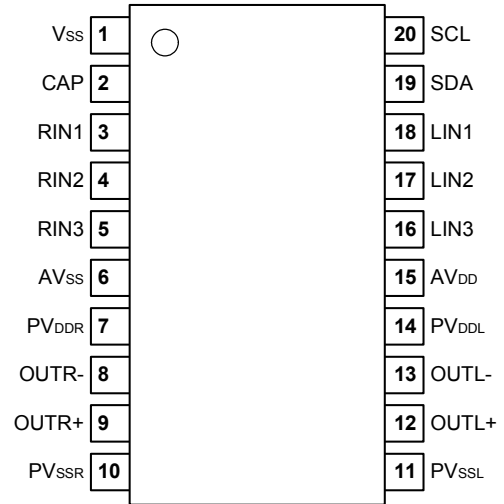 VSS 1 20 SCL
CAP 2 19 SDA
RIN1 3 18 LIN1
RIN2 4 17 LIN2
RIN3 5 16 LIN3
AVSS 6 15 AVDD
PVDDR 7 14 PVDDL
OUTR- 8 13 OUTL-
OUTR+ 9 12 OUTL+
PVSSR 10 11 PVSSL